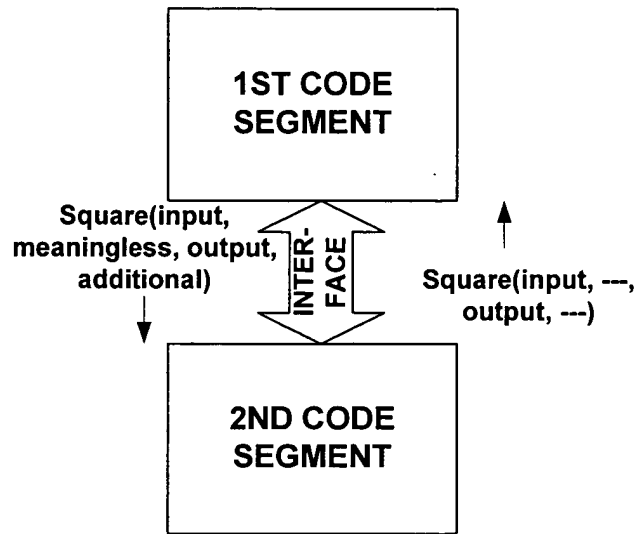 1ST CODE
SEGMENT
Square(input,
meaningless, output,
additional)
INTER-
FACE
Square(input, ---,
output, ---)
2ND CODE
SEGMENT